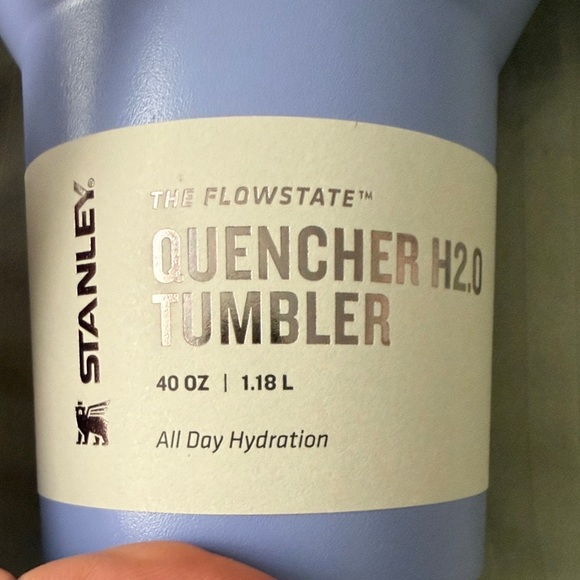 STANLEY®
THE FLOWSTATE™
QUENCHER H2.0
TUMBLER
40 OZ | 1.18 L
All Day Hydration